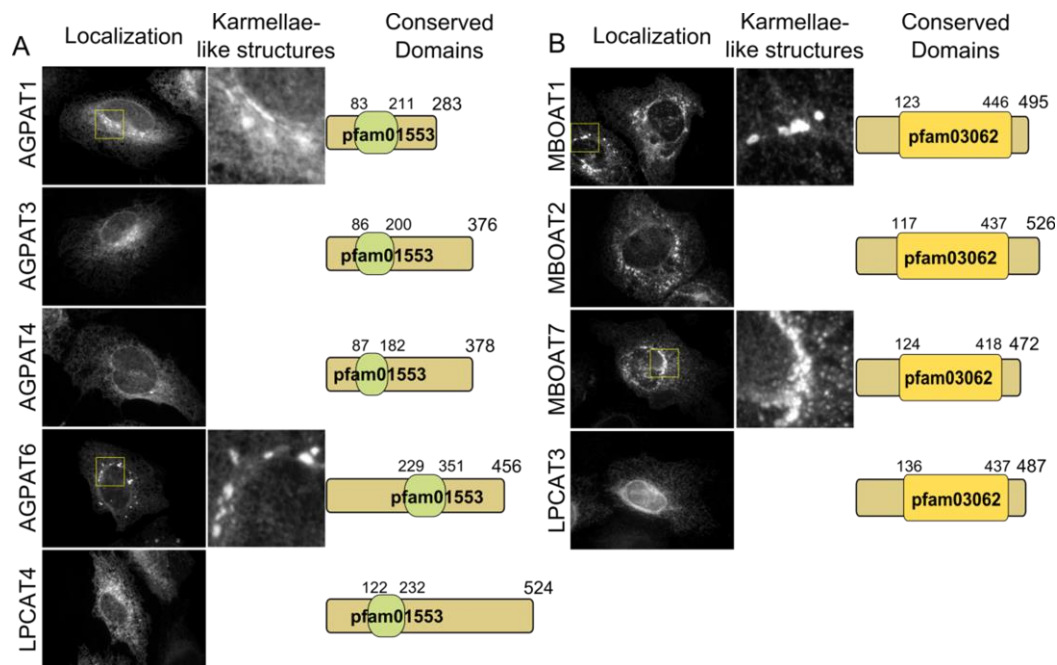 A
Localization
Karmellae-
like structures
Conserved
Domains
AGPAT1
83 211 283
pfam01553
AGPAT3
86 200 376
pfam01553
AGPAT4
87 182 378
pfam01553
AGPAT6
229 351 456
pfam01553
LPCAT4
122 232 524
pfam01553
B
Localization
Karmellae-
like structures
Conserved
Domains
MBOAT1
123 446 495
pfam03062
MBOAT2
117 437 526
pfam03062
MBOAT7
124 418 472
pfam03062
LPCAT3
136 437 487
pfam03062